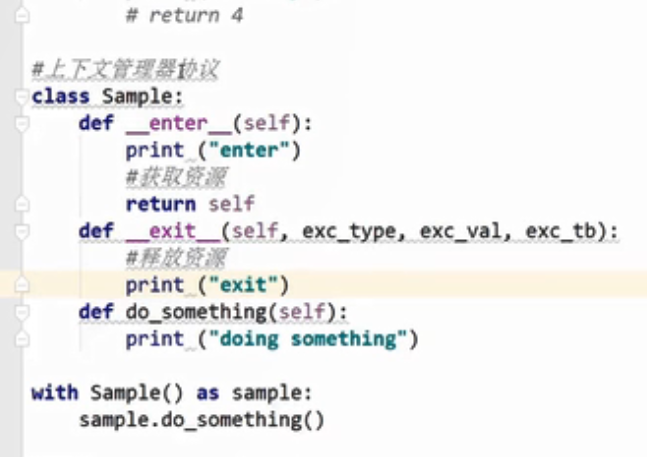 # return 4
#上下文管理器协议
class Sample:
    def __enter__(self):
        print ("enter")
        #获取资源
        return self
    def __exit__(self, exc_type, exc_val, exc_tb):
        #释放资源
        print ("exit")
    def do_something(self):
        print ("doing something")
with Sample() as sample:
    sample.do_something()